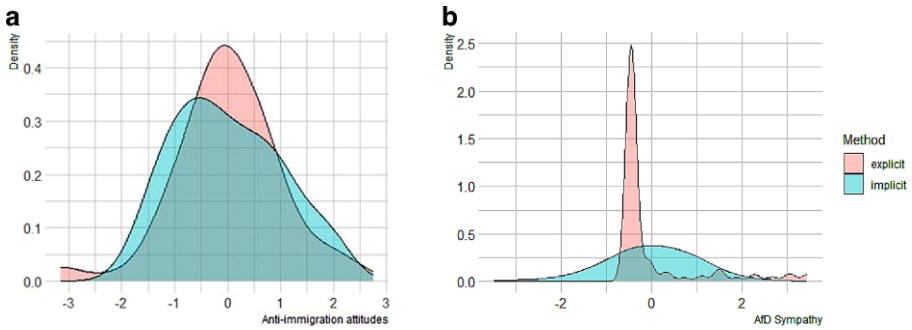 a
Density
0.4
0.3
0.2
0.1
0.0
-3 -2 -1 0 1 2 3
Anti-immigration attitudes
b
Density
2.5
2.0
1.5
1.0
0.5
0.0
-2 0 2
AfD Sympathy
Method
explicit
implicit